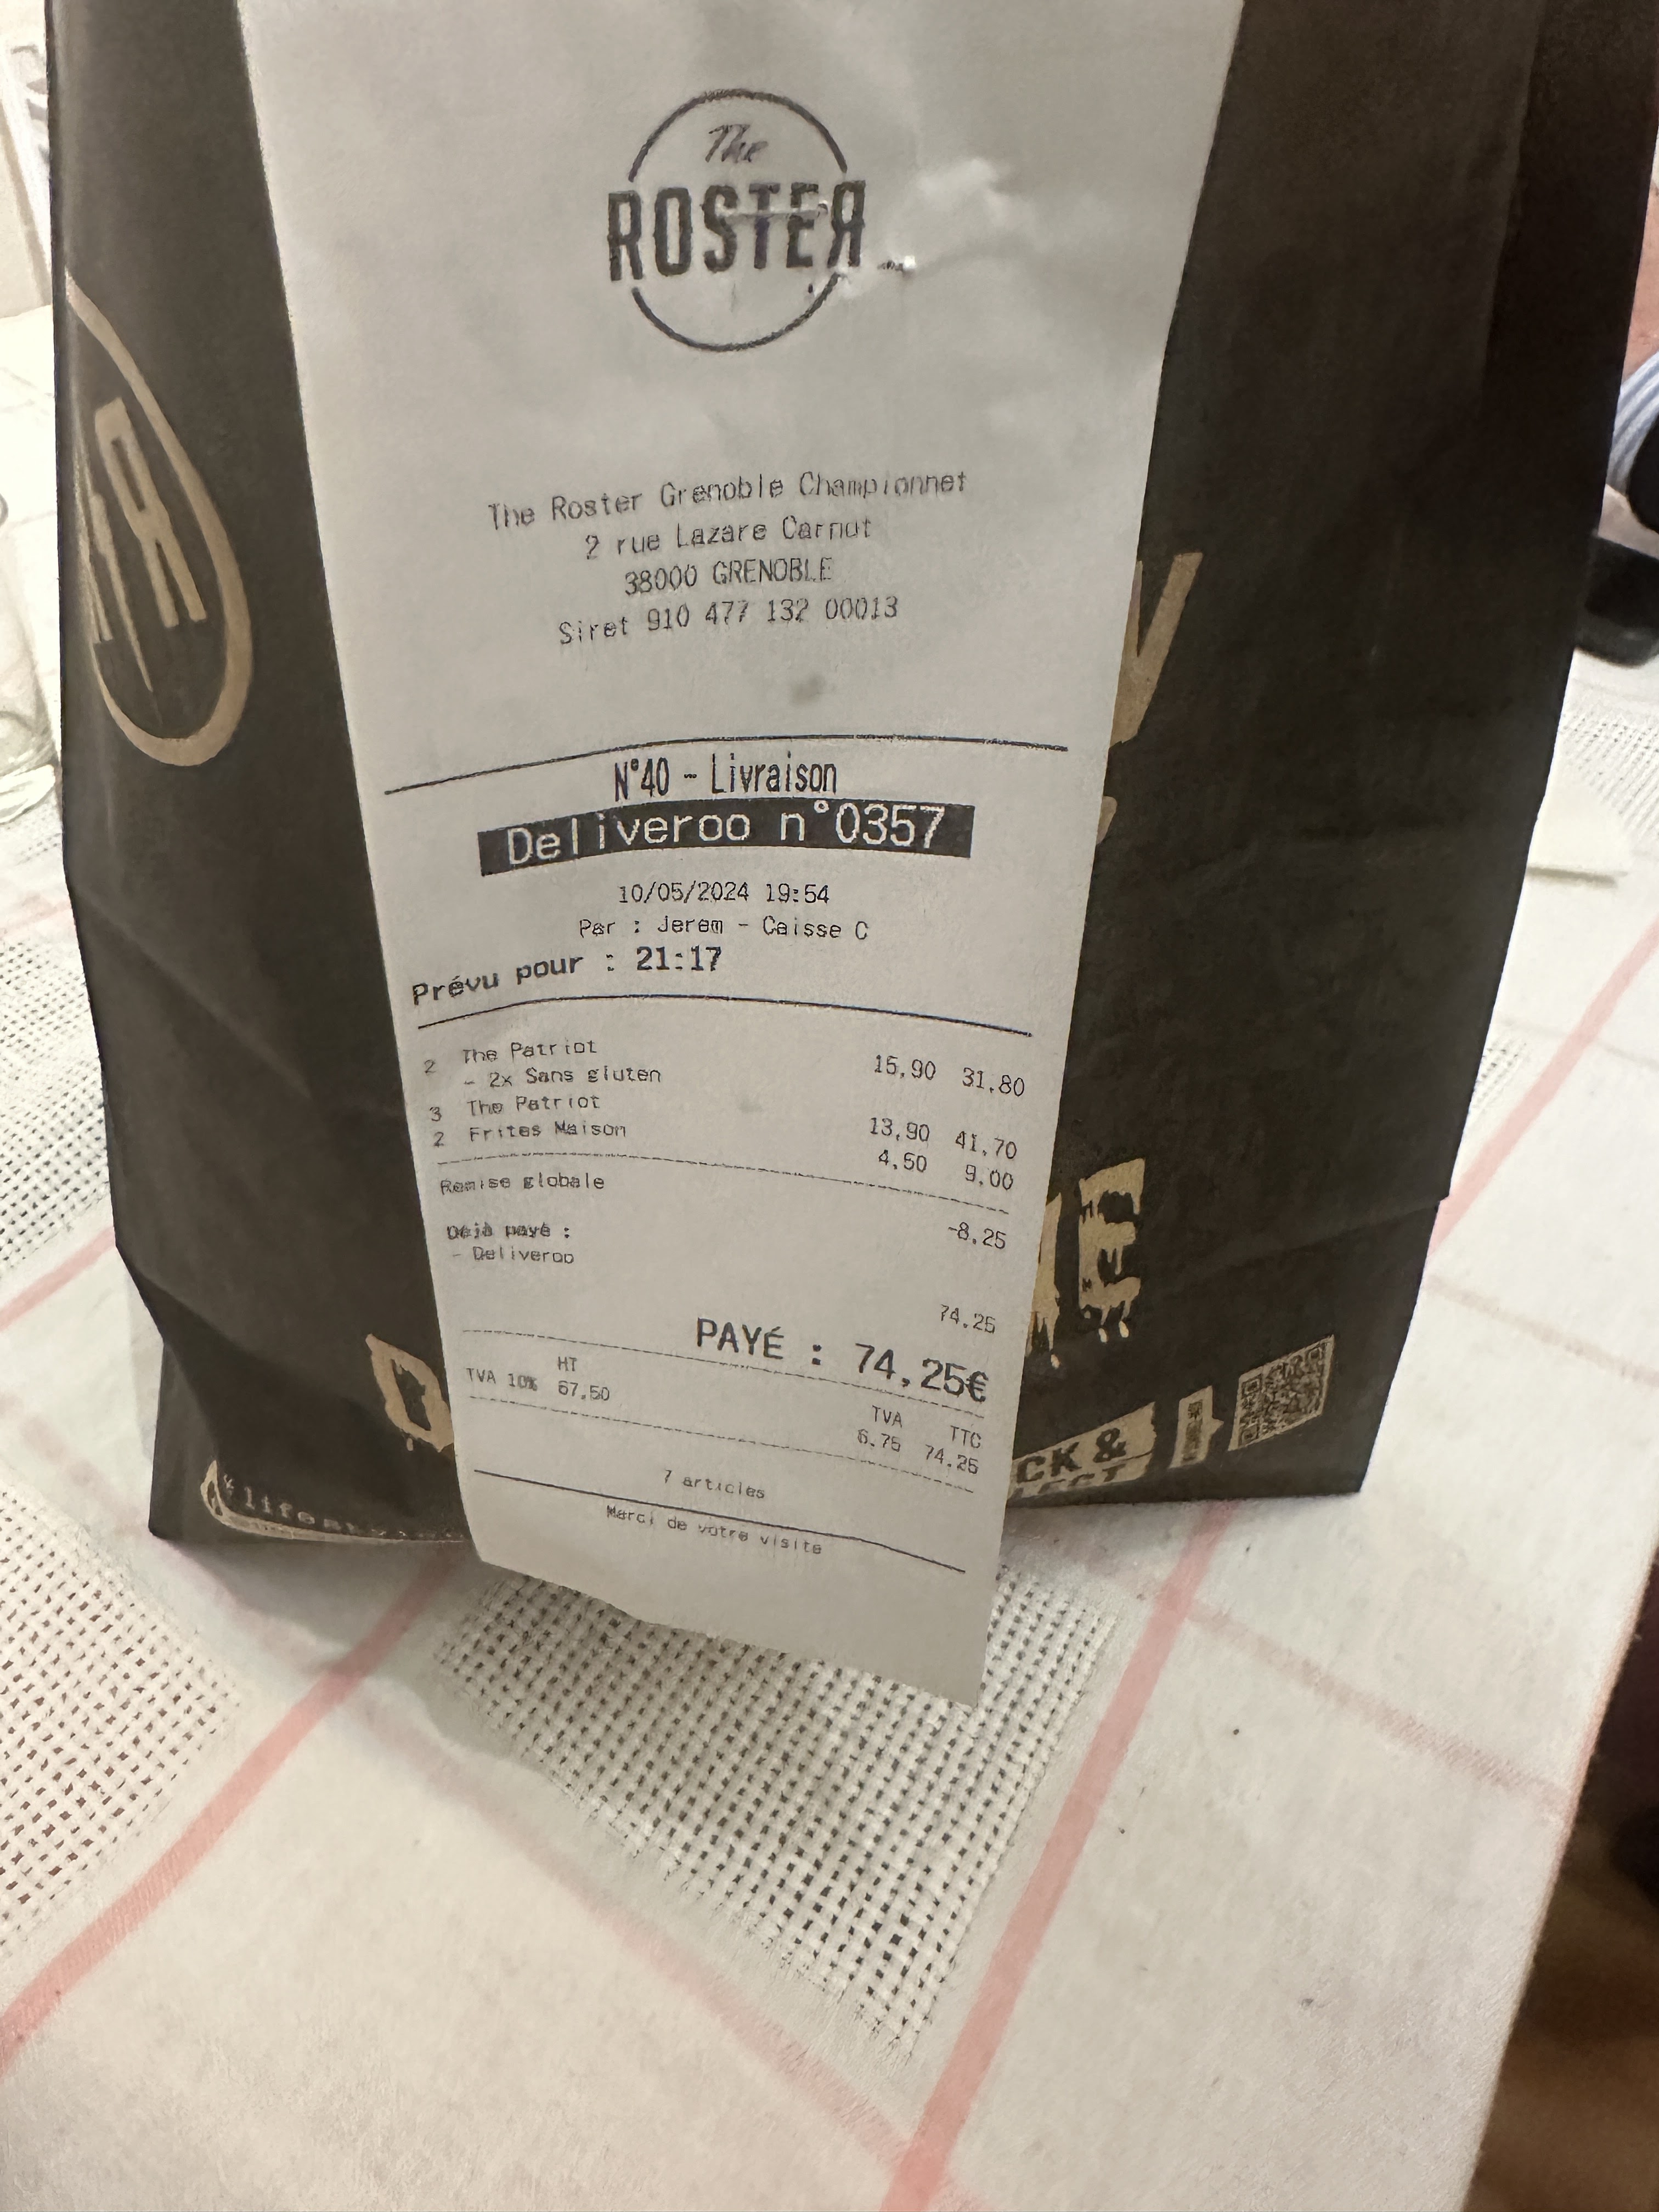 The
ROSTER
The Roster Grenoble Championnet
2 rue Lazare Carnot
38000 GRENOBLE
Siret 910 477 132 00013
N°40 - Livraison
Deliveroo n°0357
10/05/2024 19:54
Par : Jerem - Caisse C
Prévu pour : 21:17
2 The Patriot 15,90 31,80
- 2x Sans gluten
3 The Patriot 13,90 41,70
2 Frites Maison 4,50 9,00
Remise globale -8,25
Déjà payé :
- Deliveroo 74,25
PAYÉ : 74,25€
HT TVA TTC
TVA 10% 67,50 6,75 74,25
7 articles
Merci de votre visite
CK &